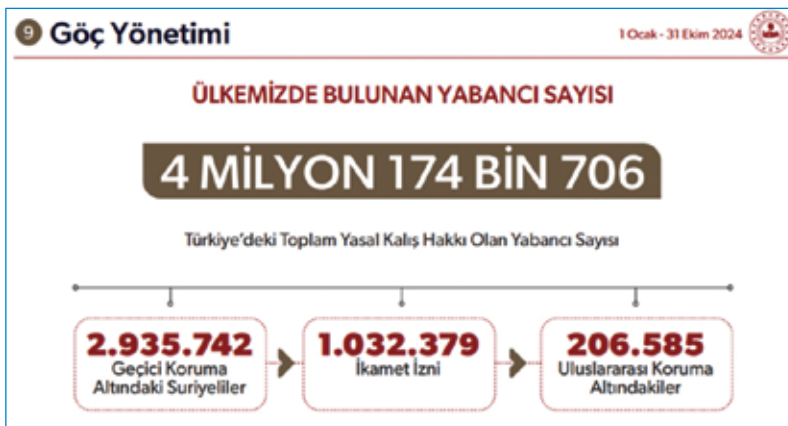 9 Göç Yönetimi
1 Ocak - 31 Ekim 2024
ÜLKEMİZDE BULUNAN YABANCI SAYISI
4 MİLYON 174 BİN 706
Türkiye'deki Toplam Yasal Kalış Hakkı Olan Yabancı Sayısı
2.935.742
Geçici Koruma
Altındaki Suriyeliler
1.032.379
İkamet İzni
206.585
Uluslararası Koruma
Altındakiler